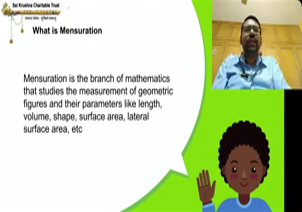 Sai Krushna Charitable Trust
What is Mensuration
Mensuration is the branch of mathematics
that studies the measurement of geometric
figures and their parameters like length,
volume, shape, surface area, lateral
surface area, etc